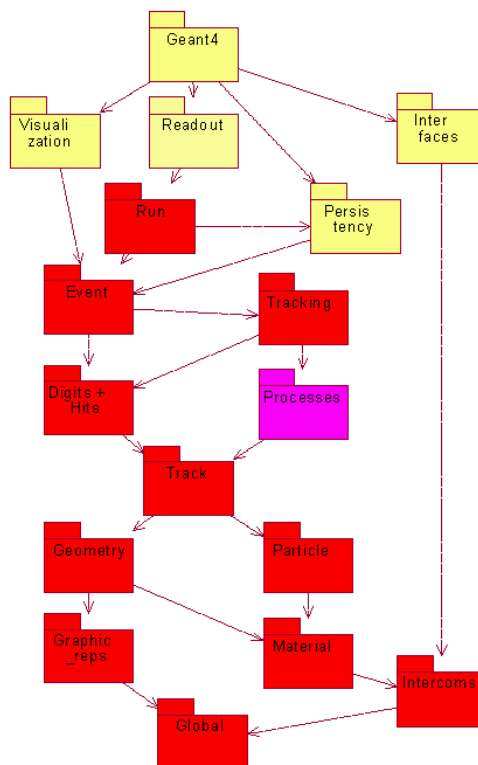 Geant4
Visuali
zation
Readout
Inter
faces
Run
Persis
tency
Event
Tracking
Digits +
Hits
Processes
Track
Geometry
Particle
Graphic
_reps
Material
Intercoms
Global